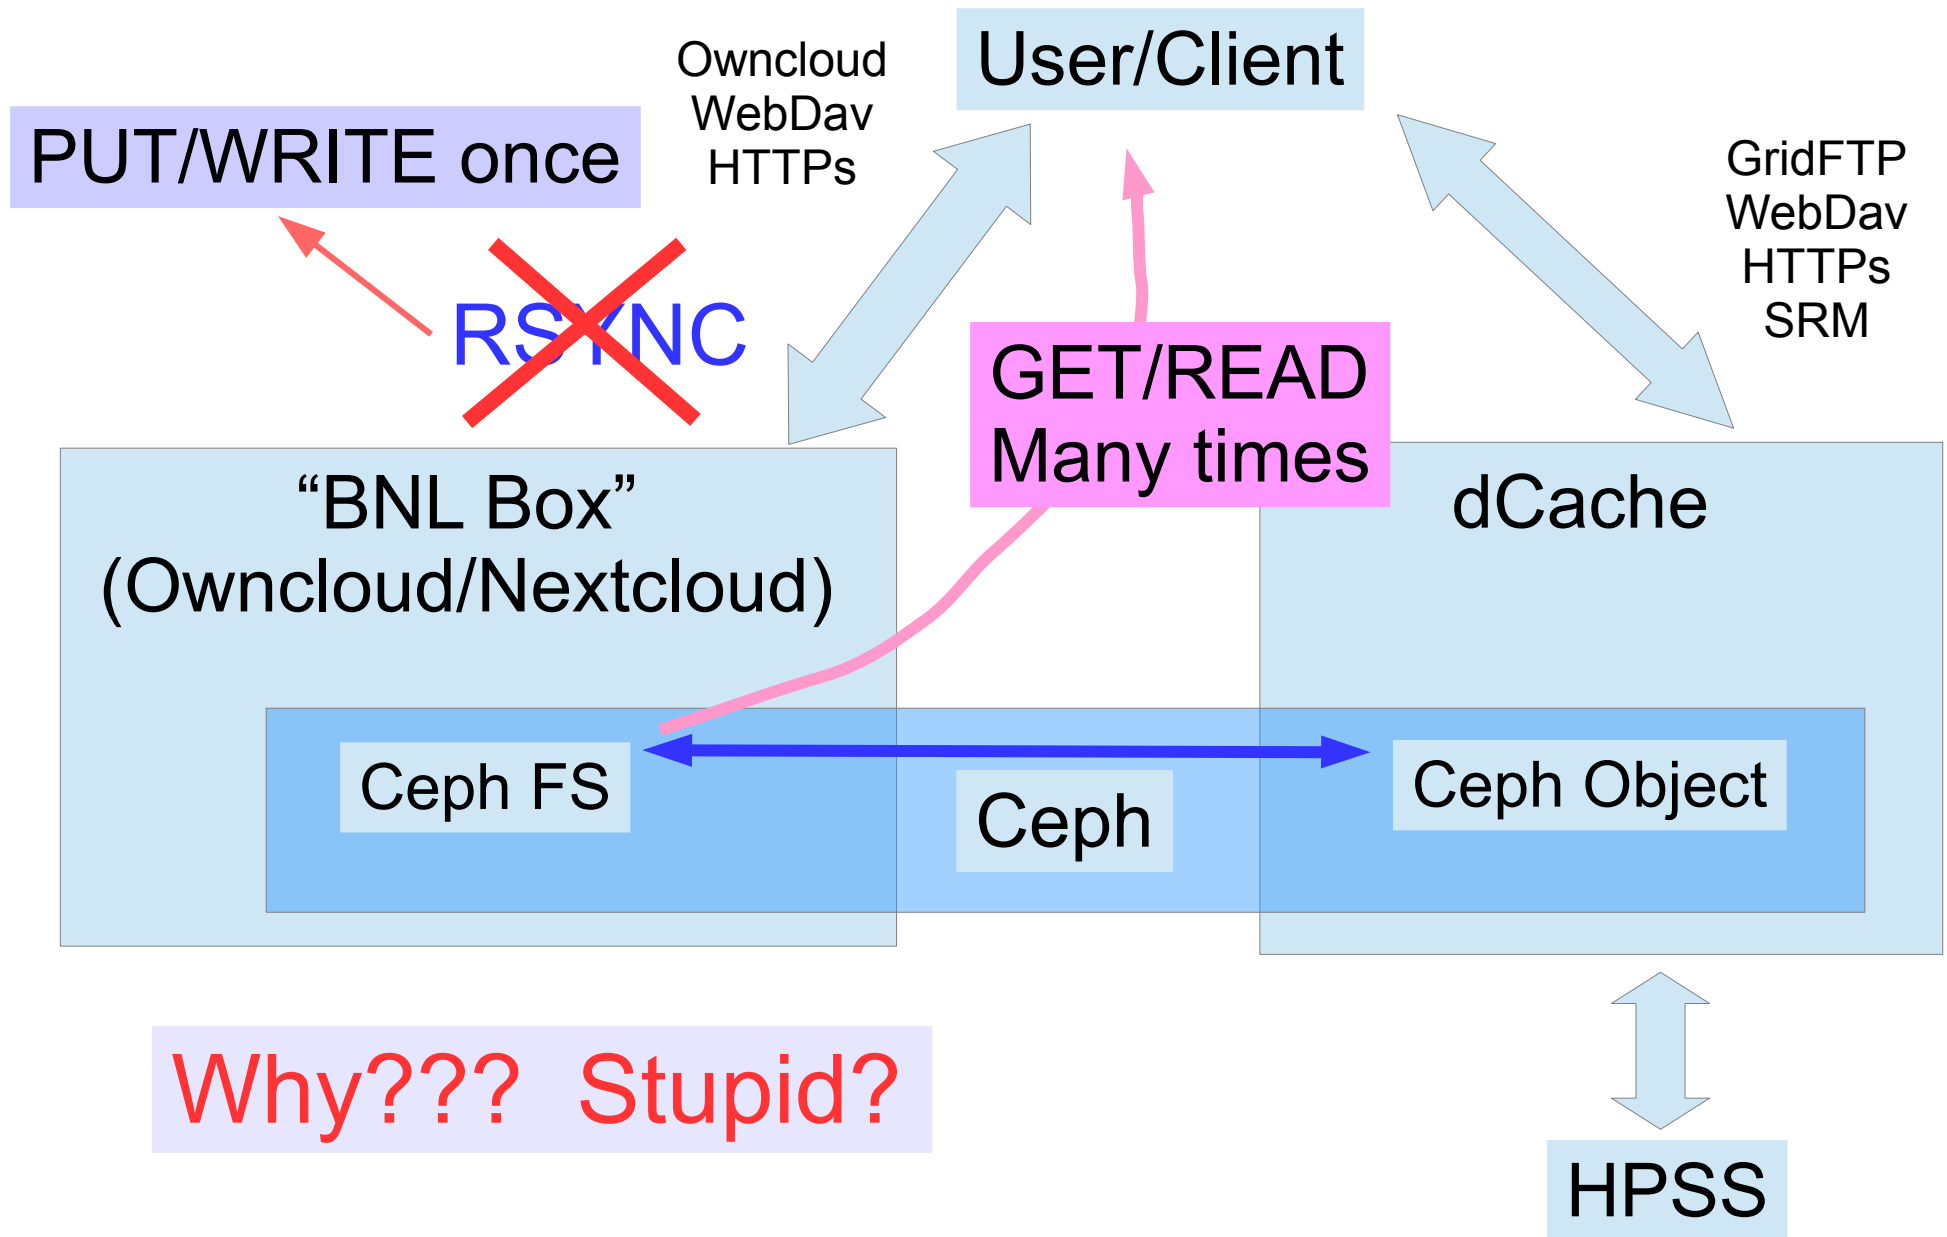 User/Client
Owncloud
WebDav
HTTPs
PUT/WRITE once
GridFTP
WebDav
HTTPs
SRM
RSYNC
GET/READ
Many times
“BNL Box”
(Owncloud/Nextcloud)
dCache
Ceph FS
Ceph
Ceph Object
Why??? Stupid?
HPSS